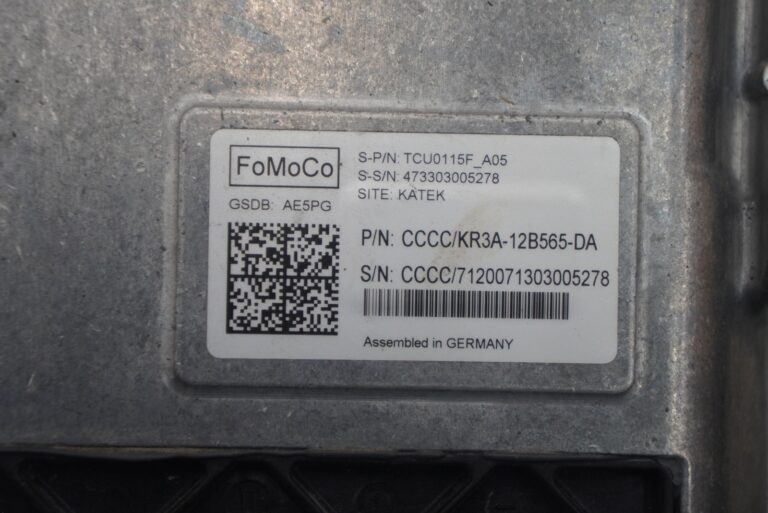 FoMoCo
GSDB: AE5PG
S-P/N: TCU0115F_A05
S-S/N: 473303005278
SITE: KATEK
P/N: CCCC/KR3A-12B565-DA
S/N: CCCC/7120071303005278
Assembled in GERMANY